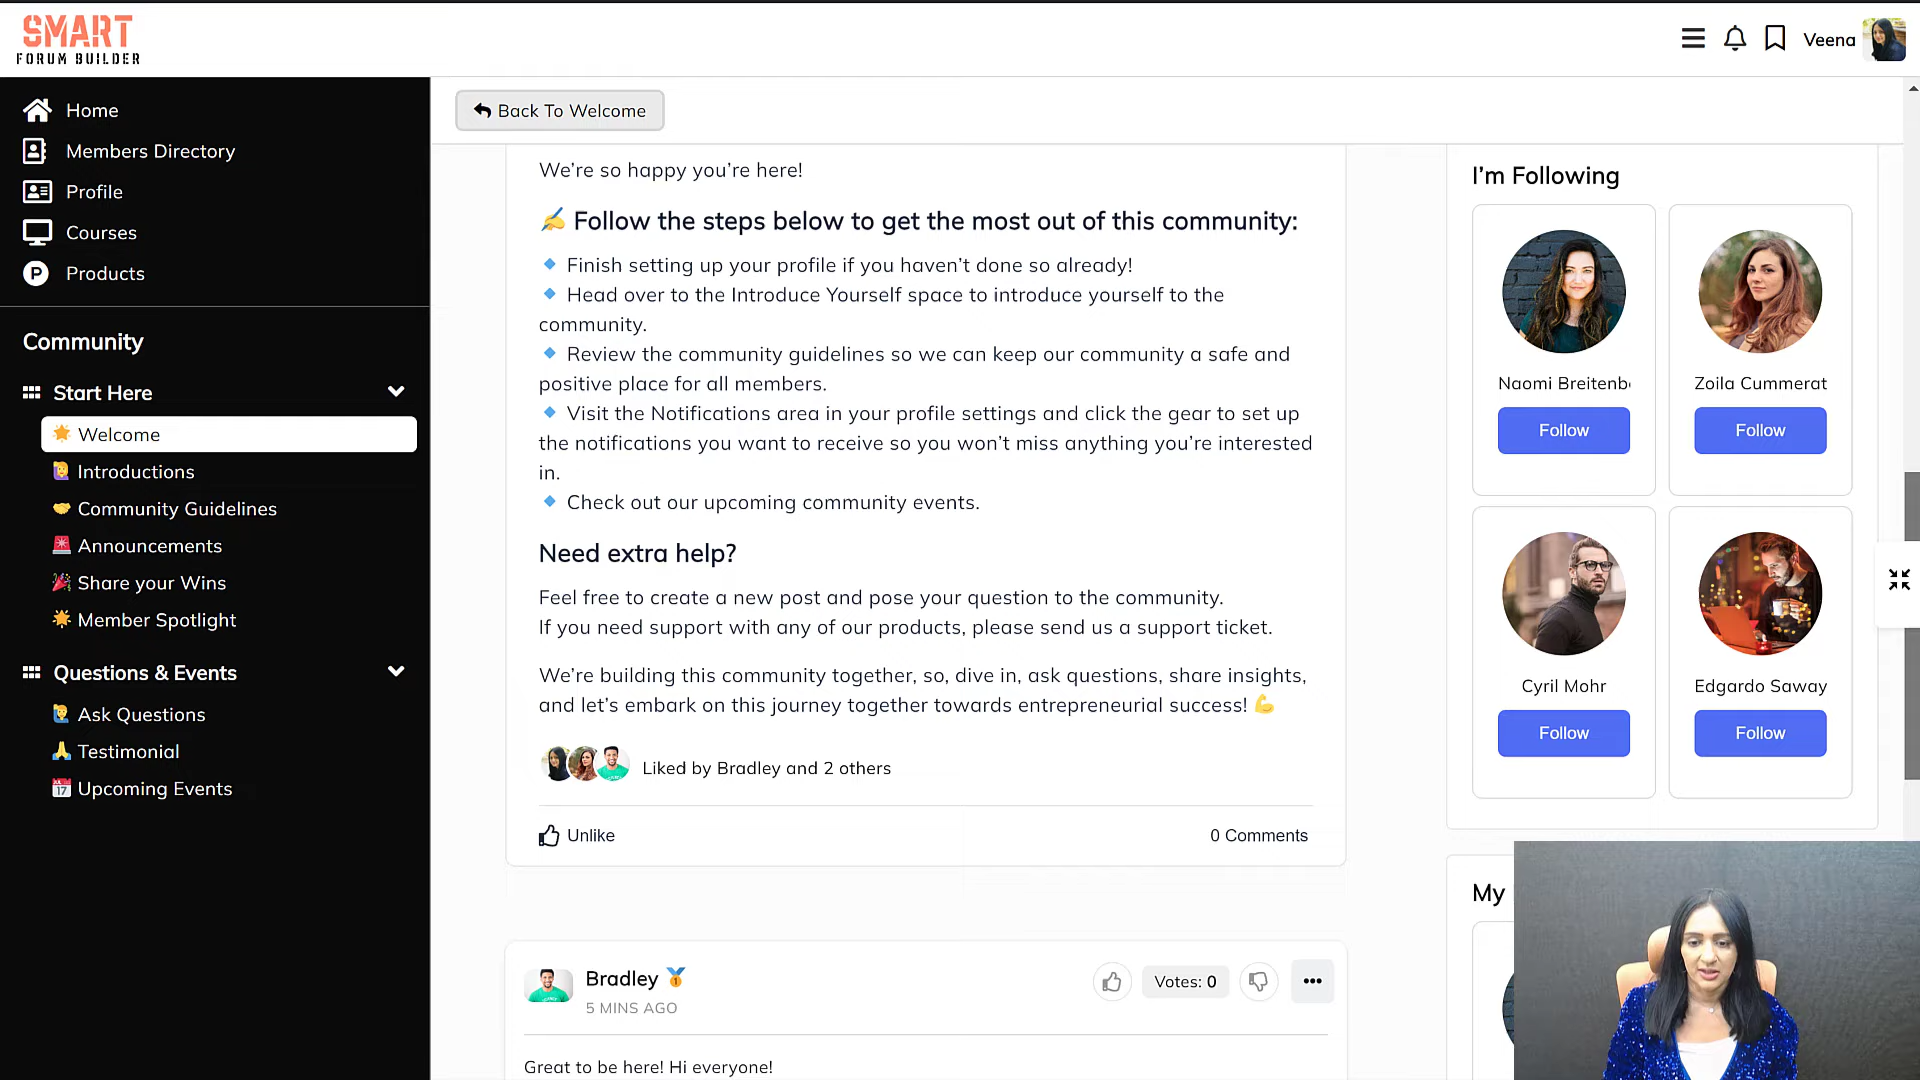 SMART
FORUM BUILDER
Veena
Home
Members Directory
Profile
Courses
Products
Community
Start Here
Welcome
Introductions
Community Guidelines
Announcements
Share your Wins
Member Spotlight
Questions & Events
Ask Questions
Testimonial
Upcoming Events
Back To Welcome
We’re so happy you’re here!
Follow the steps below to get the most out of this community:
Finish setting up your profile if you haven’t done so already!
Head over to the Introduce Yourself space to introduce yourself to the
community.
Review the community guidelines so we can keep our community a safe and
positive place for all members.
Visit the Notifications area in your profile settings and click the gear to set up
the notifications you want to receive so you won’t miss anything you’re interested
in.
Check out our upcoming community events.
Need extra help?
Feel free to create a new post and pose your question to the community.
If you need support with any of our products, please send us a support ticket.
We’re building this community together, so, dive in, ask questions, share insights,
and let’s embark on this journey together towards entrepreneurial success!
Liked by Bradley and 2 others
Unlike
0 Comments
Bradley
5 MINS AGO
Votes: 0
Great to be here! Hi everyone!
I’m Following
Naomi Breitenb
Follow
Zoila Cummerat
Follow
Cyril Mohr
Follow
Edgardo Saway
Follow
My